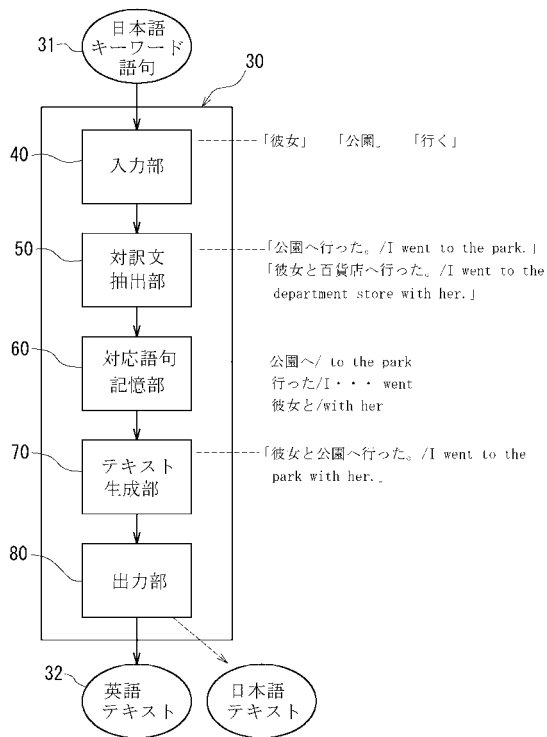 日本語
キーワード
語句
31
30
40
入力部
「彼女」 「公園」 「行く」
50
対訳文
抽出部
「公園へ行った。/I went to the park.」
「彼女と百貨店へ行った。/I went to the
department store with her.」
60
対応語句
記憶部
公園へ/ to the park
行った/I・・・ went
彼女と/with her
70
テキスト
生成部
「彼女と公園へ行った。/I went to the
park with her.」
80
出力部
32
英語
テキスト
日本語
テキスト